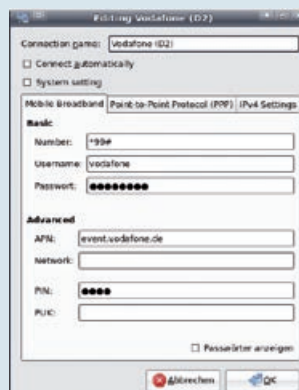 Editing Vodafone (D2)
Connection name: Vodafone (D2)
Connect automatically
System setting
Mobile Broadband Point-to-Point Protocol (PPP) IPv4 Settings
Basic
Number: *99#
Username: vodafone
Passwort: ●●●●●●●●
Advanced
APN: event.vodafone.de
Network:
PIN: ●●●●
PUK:
Passwörter anzeigen
Abbrechen OK